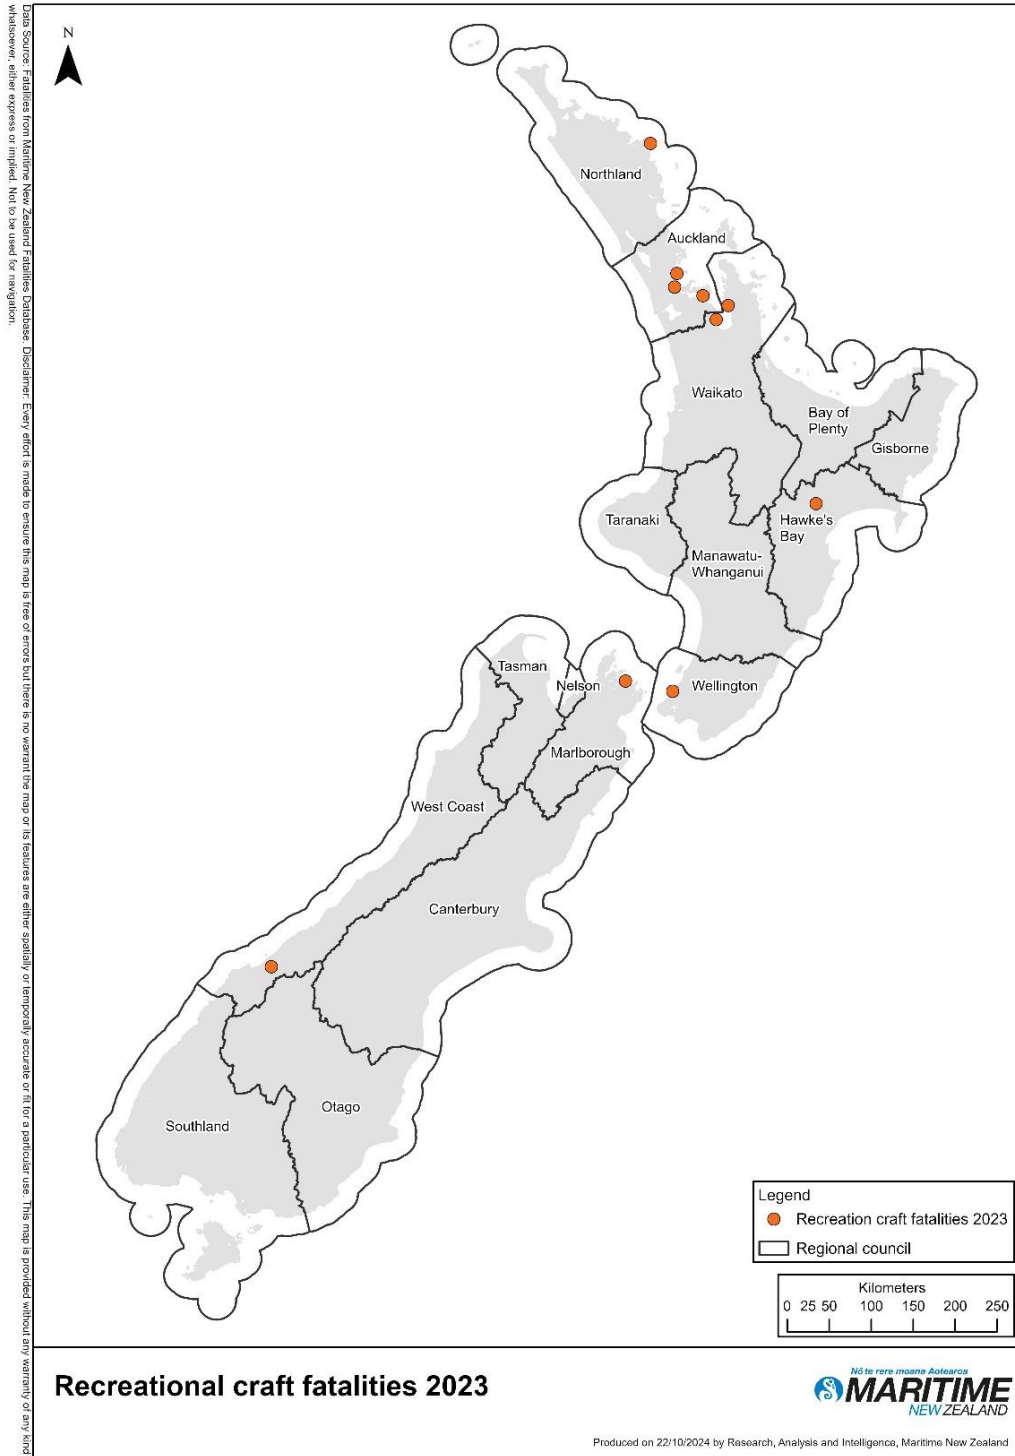 Data Source: Fatalities from Maritime New Zealand Fatalities Database. Disclaimer: Every effort is made to ensure this map is free of errors but there is no warrant the map or its features are either spatially or temporally accurate or fit for a particular use. This map is provided without any warranty of any kind
whatsoever, either express or implied. Not to be used for navigation.
N
Northland
Auckland
Waikato
Bay of
Plenty
Gisborne
Taranaki
Hawke's
Bay
Manawatu-
Whanganui
Tasman
Nelson
Wellington
Marlborough
West Coast
Canterbury
Otago
Southland
Legend
Recreation craft fatalities 2023
Regional council
Kilometers
0 25 50 100 150 200 250
Recreational craft fatalities 2023
Nō te rere moana Aotearoa
MARITIME
NEW ZEALAND
Produced on 22/10/2024 by Research, Analysis and Intelligence, Maritime New Zealand